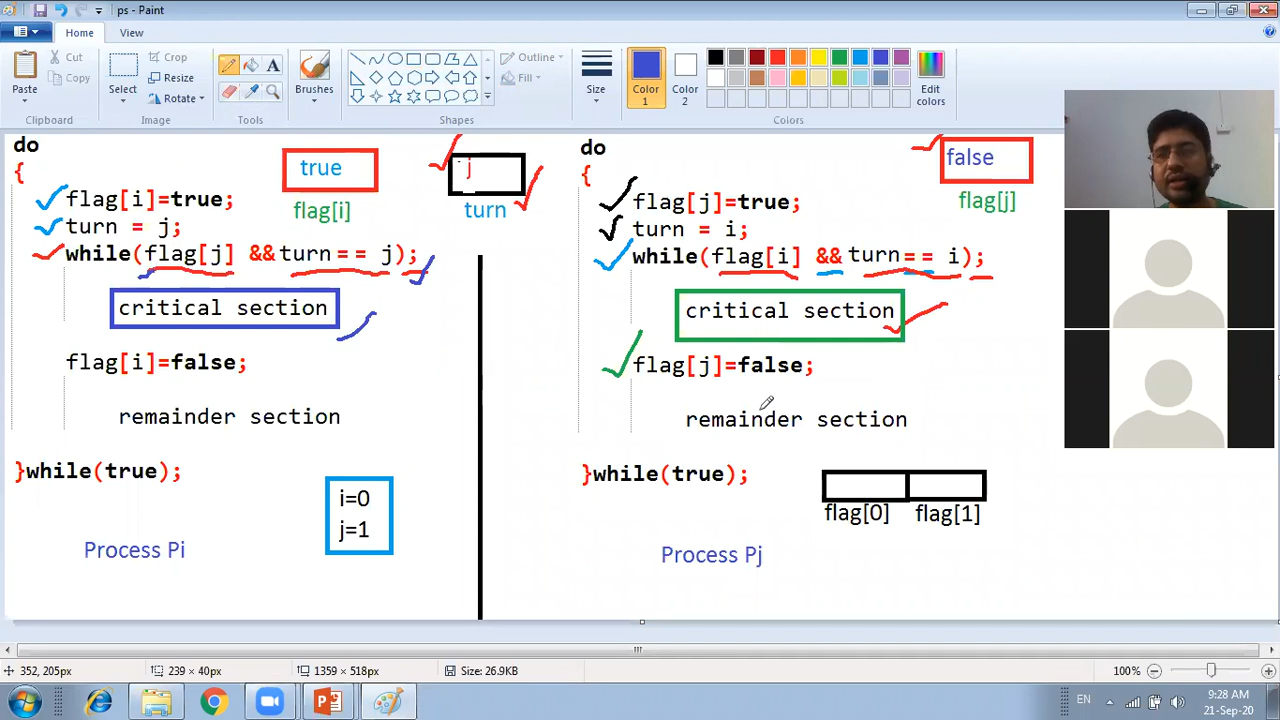 ps - Paint
Home
View
Paste
Cut
Copy
Clipboard
Select
Crop
Resize
Rotate
Image
Tools
Brushes
Shapes
Outline
Fill
Size
Color 1
Color 2
Edit colors
Colors
do
{
flag[i]=true;
turn = j;
while(flag[j] &&turn== j);
critical section
flag[i]=false;
remainder section
}while(true);
Process Pi
true
flag[i]
j
turn
i=0
j=1
do
{
flag[j]=true;
turn = i;
while(flag[i] && turn== i);
critical section
flag[j]=false;
remainder section
}while(true);
Process Pj
false
flag[j]
flag[0] flag[1]
352, 205px
239 × 40px
1359 × 518px
Size: 26.9KB
100%
EN
9:28 AM
21-Sep-20